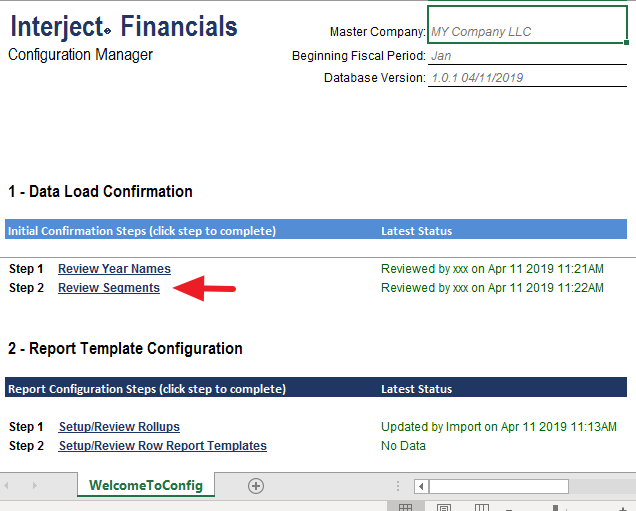 Interject Financials
Configuration Manager
Master Company: MY Company LLC
Beginning Fiscal Period: Jan
Database Version: 1.0.1 04/11/2019
1 - Data Load Confirmation
Initial Confirmation Steps (click step to complete) Latest Status
Step 1 Review Year Names Reviewed by xxx on Apr 11 2019 11:21AM
Step 2 Review Segments Reviewed by xxx on Apr 11 2019 11:22AM
2 - Report Template Configuration
Report Configuration Steps (click step to complete) Latest Status
Step 1 Setup/Review Rollups Updated by Import on Apr 11 2019 11:13AM
Step 2 Setup/Review Row Report Templates No Data
WelcomeToConfig